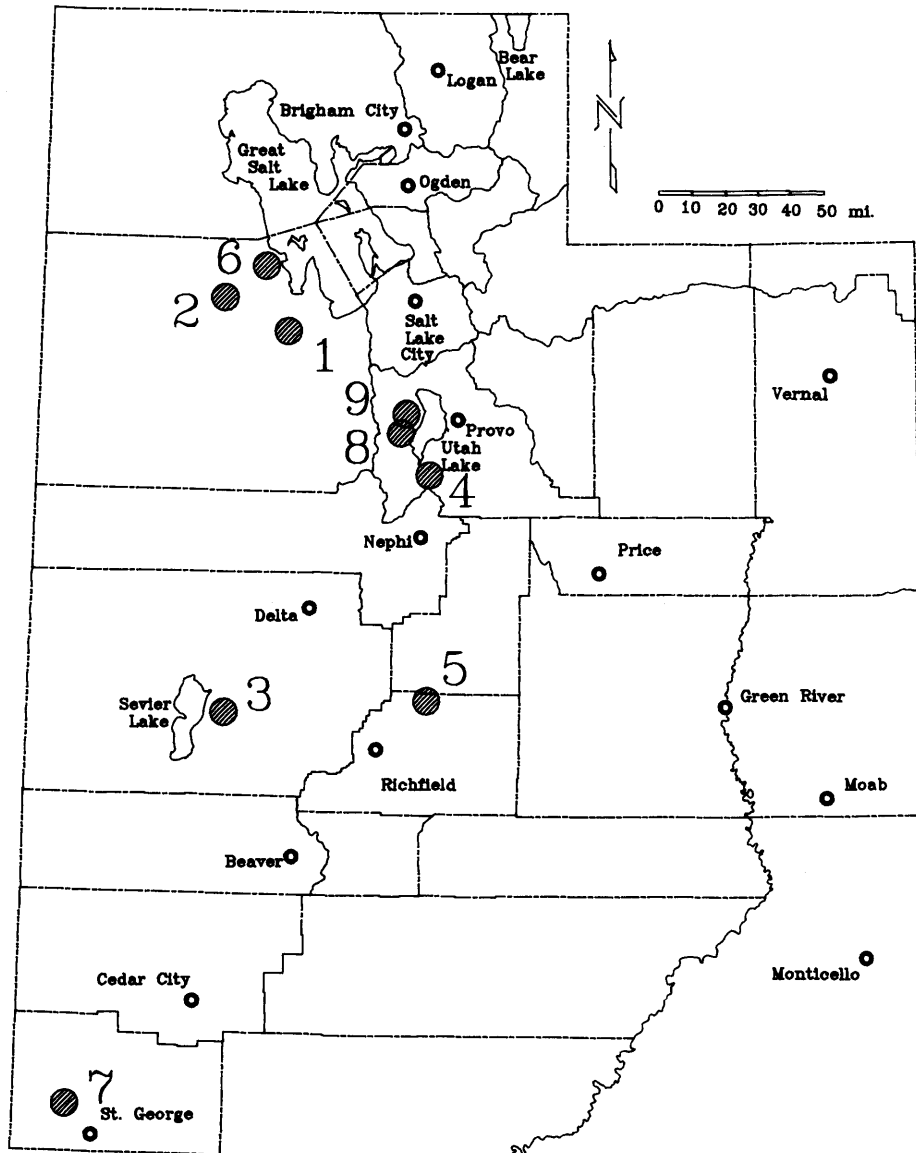 Bear
Lake
Logan
Brigham City
N
Great
Salt
Lake
Ogden
0 10 20 30 40 50 mi.
6
2
1
Salt
Lake
City
Vernal
9
8
Provo
Utah
Lake
4
Nephi
Price
Delta
5
3
Sevier
Lake
Green River
Richfield
Moab
Beaver
Cedar City
Monticello
7
St. George